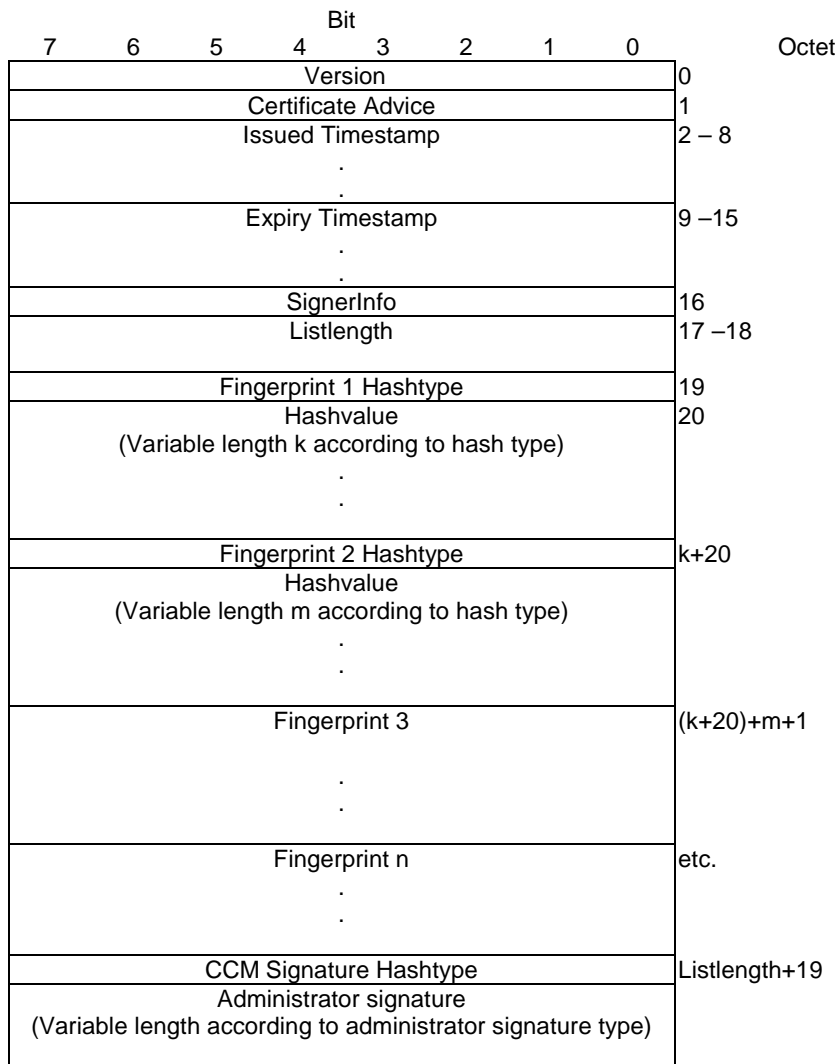 Bit
7 6 5 4 3 2 1 0 Octet
Version 0
Certificate Advice 1
Issued Timestamp 2 – 8
.
.
Expiry Timestamp 9 –15
.
.
SignerInfo 16
Listlength 17 –18
Fingerprint 1 Hashtype 19
Hashvalue 20
(Variable length k according to hash type)
.
.
Fingerprint 2 Hashtype k+20
Hashvalue
(Variable length m according to hash type)
.
.
Fingerprint 3 (k+20)+m+1
.
.
Fingerprint n etc.
.
.
CCM Signature Hashtype Listlength+19
Administrator signature
(Variable length according to administrator signature type)